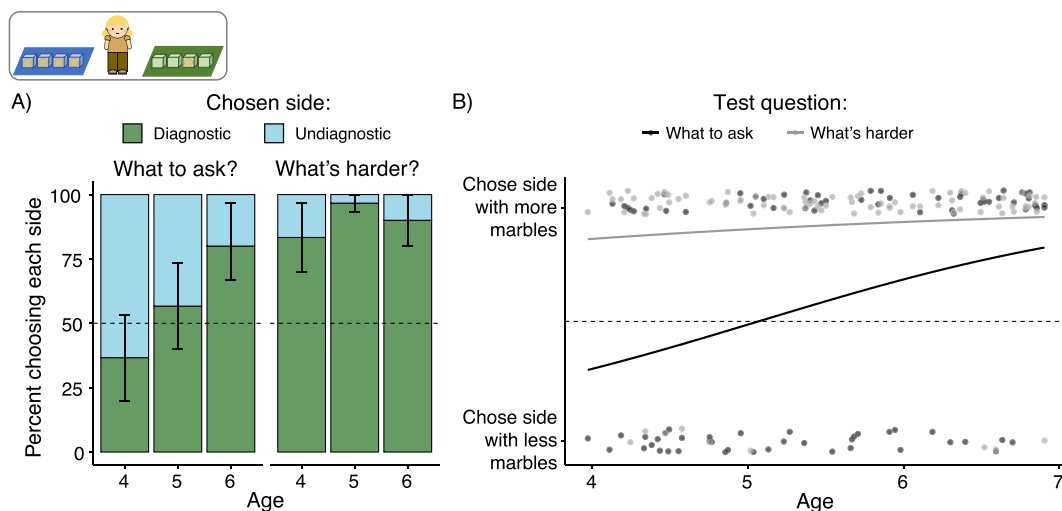 A)
Chosen side:
Diagnostic
Undiagnostic
What to ask?
What's harder?
Percent choosing each side
100
75
50
25
0
4
5
6
4
5
6
Age
B)
Test question:
What to ask
What's harder
Chose side
with more
marbles
Chose side
with less
marbles
4
5
6
7
Age